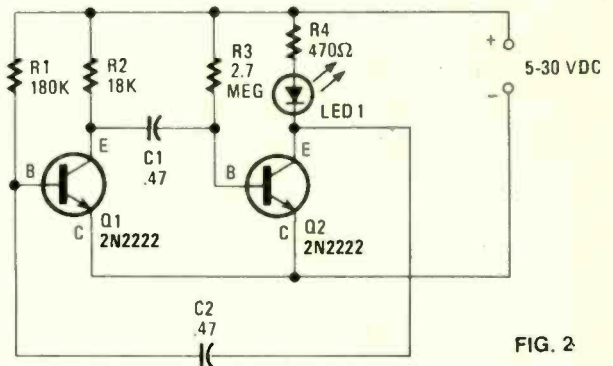 R1
180K
R2
18K
R3
2.7
MEG
R4
470Ω
LED1
+
−
5-30 VDC
E
C1
.47
B
Q1
2N2222
C
E
B
Q2
2N2222
C
C2
.47
FIG. 2